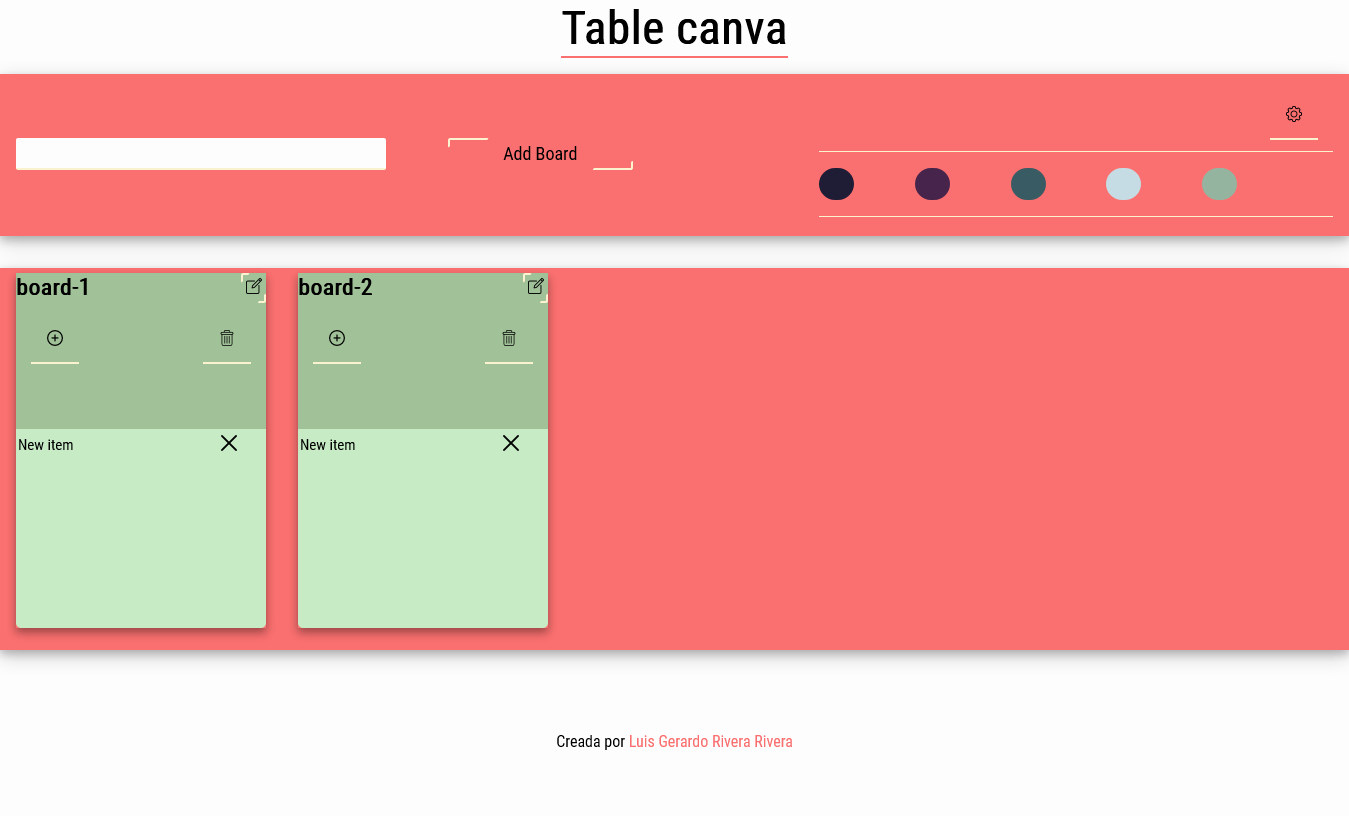 Table canva
Add Board
board-1
board-2
New item
New item
Creada por Luis Gerardo Rivera Rivera